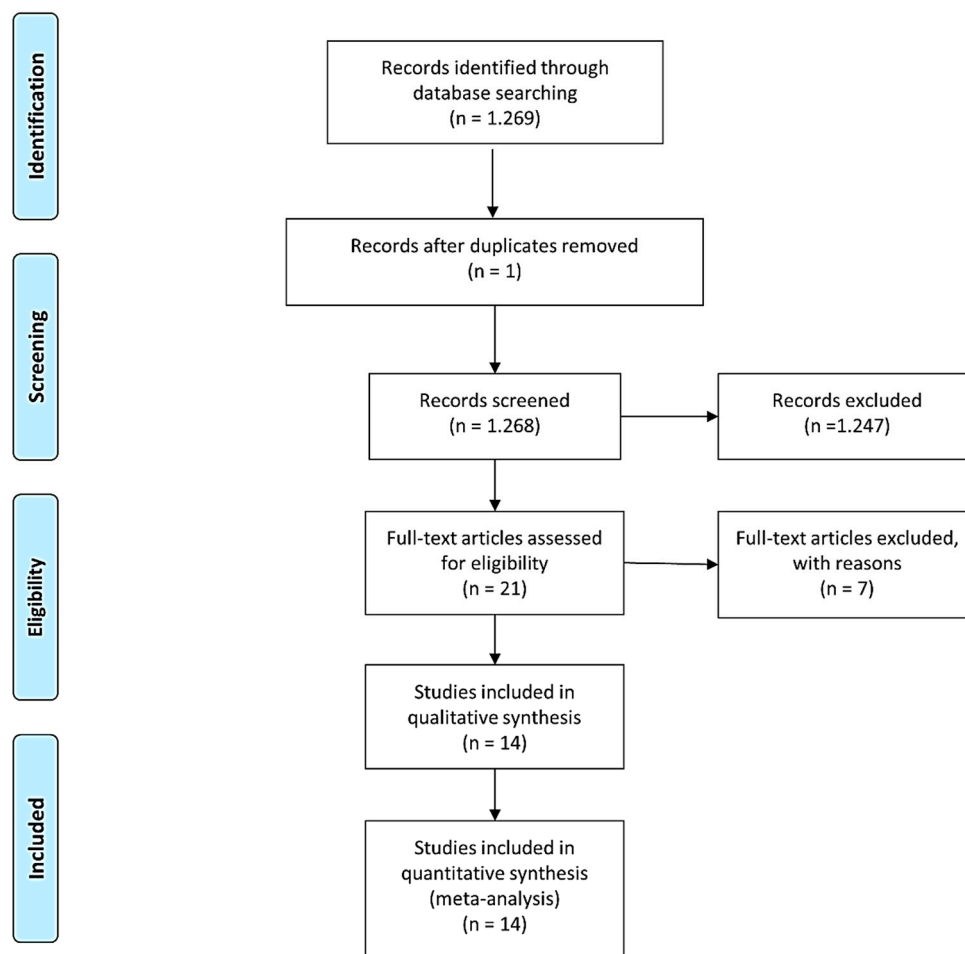 Identification
Records identified through
database searching
(n = 1.269)
Records after duplicates removed
(n = 1)
Screening
Records screened
(n = 1.268)
Records excluded
(n =1.247)
Eligibility
Full-text articles assessed
for eligibility
(n = 21)
Full-text articles excluded,
with reasons
(n = 7)
Studies included in
qualitative synthesis
(n = 14)
Included
Studies included in
quantitative synthesis
(meta-analysis)
(n = 14)